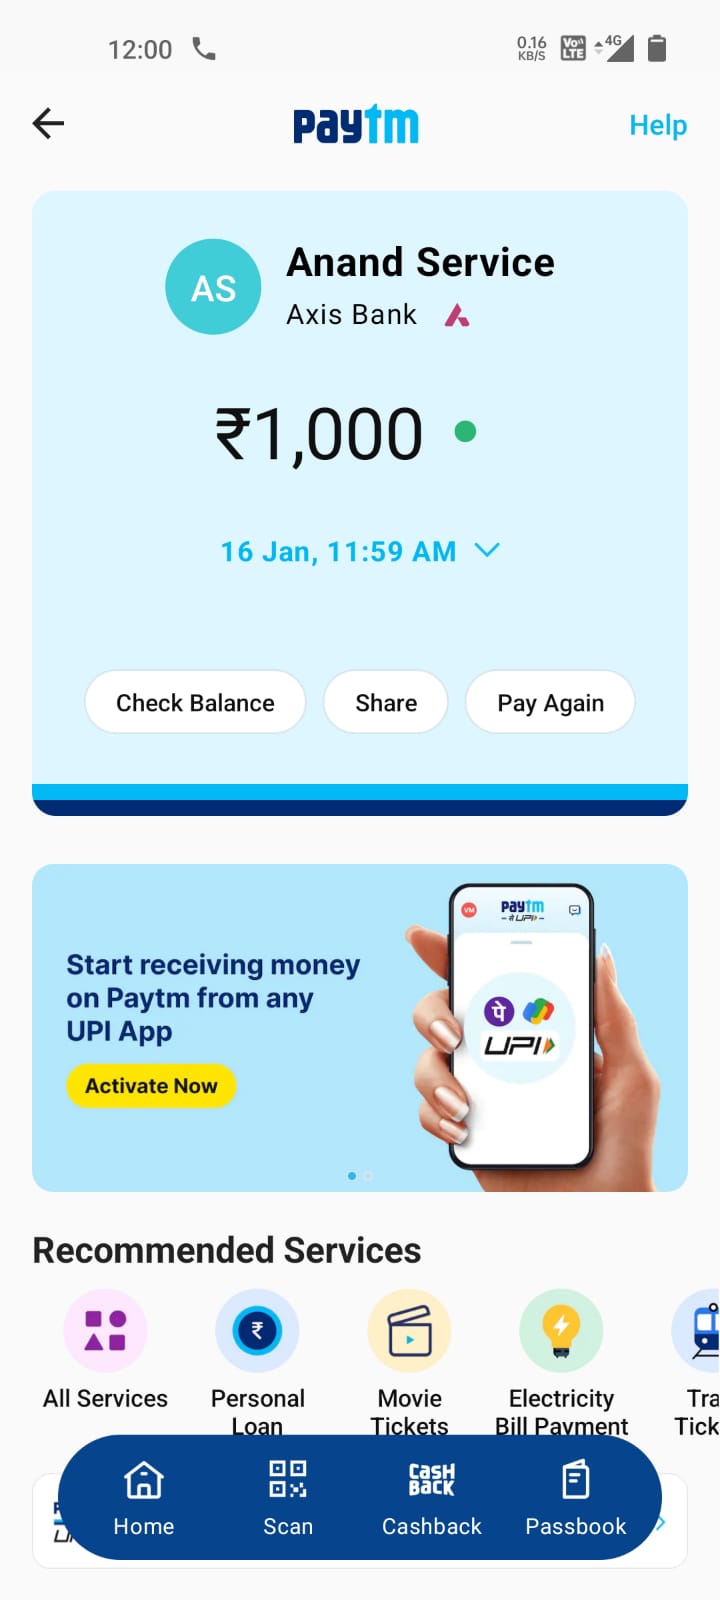 12:00
0.16
KB/S
Vo
LTE
4G
paytm
Help
AS
Anand Service
Axis Bank
₹1,000
16 Jan, 11:59 AM
Check Balance
Share
Pay Again
VM
paytm
UPI
Start receiving money
on Paytm from any
UPI App
पे
UPI
Activate Now
Recommended Services
₹
All Services
Personal
Loan
Movie
Tickets
Electricity
Bill Payment
Tra
Tick
CASH
BACK
Home
Scan
Cashback
Passbook